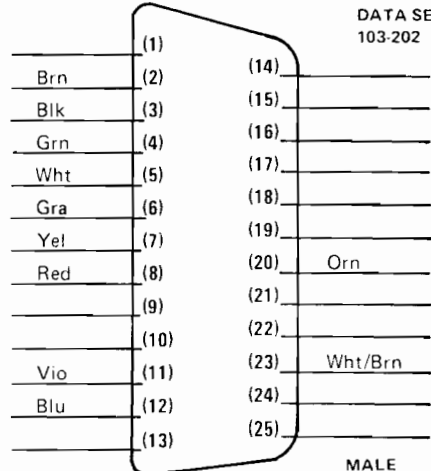 DATA SE
103-202
(1)
Brn (2)
Blk (3)
Grn (4)
Wht (5)
Gra (6)
Yel (7)
Red (8)
(9)
(10)
Vio (11)
Blu (12)
(13)
(14)
(15)
(16)
(17)
(18)
(19)
(20) Orn
(21)
(22)
(23) Wht/Brn
(24)
(25)
MALE